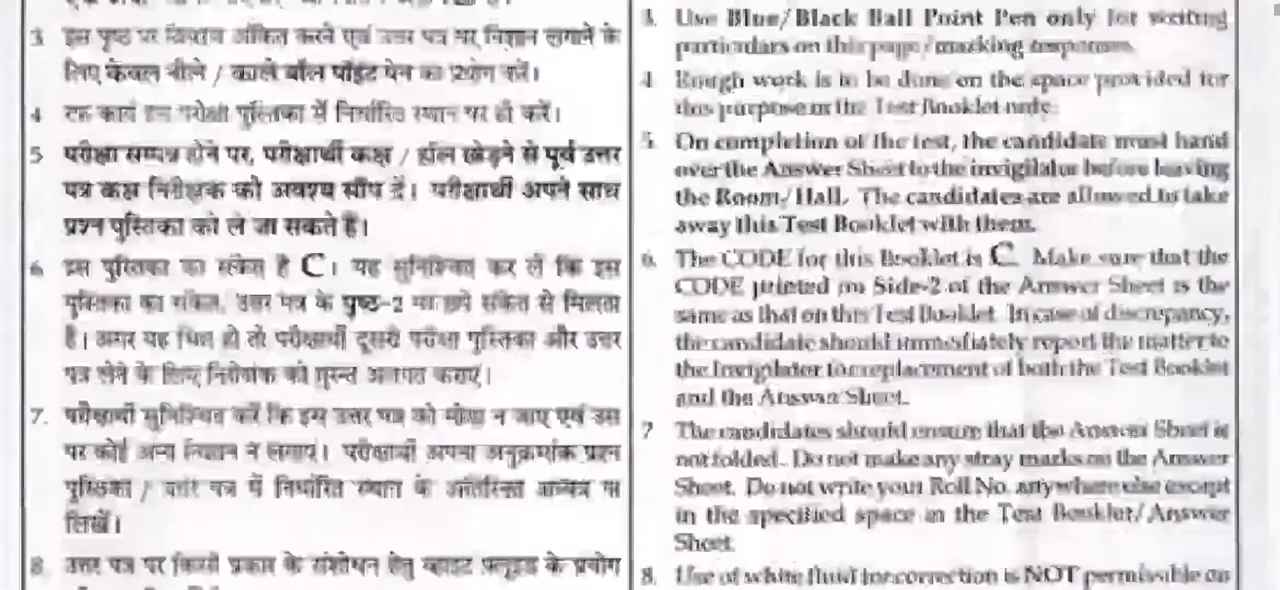 3. इस पृष्ठ पर विवरण अंकित करने एवं उत्तर पत्र पर निशान लगाने के
लिए केवल नीले / काले बॉल पॉइंट पेन का प्रयोग करें।
4. रफ कार्य इस परीक्षा पुस्तिका में निर्धारित स्थान पर ही करें।
5. परीक्षा सम्पन्न होने पर, परीक्षार्थी कक्ष / हॉल छोड़ने से पूर्व उत्तर
पत्र कक्ष निरीक्षक को अवश्य सौंप दें। परीक्षार्थी अपने साथ
प्रश्न पुस्तिका को ले जा सकते हैं।
6. इस पुस्तिका का संकेत है C। यह सुनिश्चित कर लें कि इस
पुस्तिका का संकेत, उत्तर पत्र के पृष्ठ-2 पर छपे संकेत से मिलता
है। अगर यह भिन्न हो तो परीक्षार्थी दूसरी परीक्षा पुस्तिका और उत्तर
पत्र लेने के लिए निरीक्षक को तुरन्त अवगत कराएं।
7. परीक्षार्थी सुनिश्चित करें कि इस उत्तर पत्र को मोड़ा न जाए एवं उस
पर कोई अन्य निशान न लगाएं। परीक्षार्थी अपना अनुक्रमांक प्रश्न
पुस्तिका / उत्तर पत्र में निर्धारित स्थान के अतिरिक्त अन्यत्र ना
लिखें।
8. उत्तर पत्र पर किसी प्रकार के संशोधन हेतु व्हाइट फ्लूइड के प्रयोग
3. Use Blue/Black Ball Point Pen only for writing
particulars on this page/marking responses.
4. Rough work is to be done on the space provided for
this purpose in the Test Booklet only.
5. On completion of the test, the candidate must hand
over the Answer Sheet to the invigilator before leaving
the Room/Hall. The candidates are allowed to take
away this Test Booklet with them.
6. The CODE for this Booklet is C. Make sure that the
CODE printed on Side-2 of the Answer Sheet is the
same as that on this Test Booklet. In case of discrepancy,
the candidate should immediately report the matter to
the Invigilator for replacement of both the Test Booklet
and the Answer Sheet.
7. The candidates should ensure that the Answer Sheet is
not folded. Do not make any stray marks on the Answer
Sheet. Do not write your Roll No. anywhere else except
in the specified space in the Test Booklet/Answer
Sheet.
8. Use of white fluid for correction is NOT permissible on